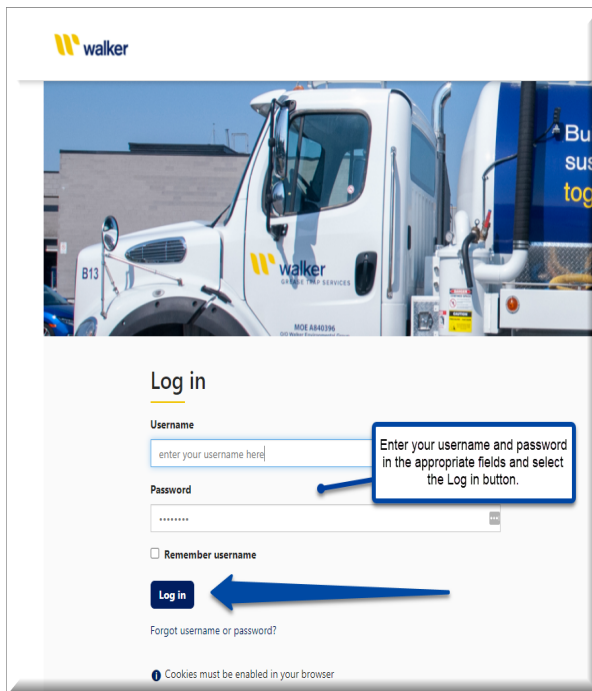 walker
Bu
sus
tog
B13
walker
GREASE TRAP SERVICES
MOE A840396
Log in
Username
enter your username here
Enter your username and password
in the appropriate fields and select
the Log in button.
Password
Remember username
Log in
Forgot username or password?
Cookies must be enabled in your browser